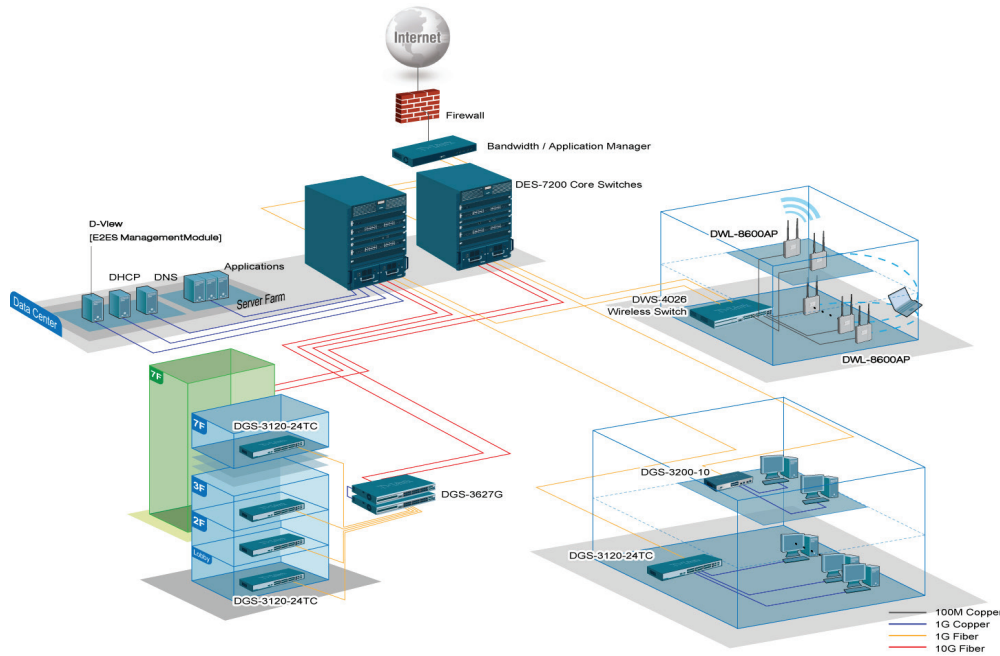 Internet
Firewall
Bandwidth / Application Manager
DES-7200 Core Switches
D-View
[E2ES ManagementModule]
DHCP
DNS
Applications
Server Farm
Data Center
DWL-8600AP
DWS-4026
Wireless Switch
DWL-8600AP
7F
7F
DGS-3120-24TC
3F
2F
Lobby
DGS-3120-24TC
DGS-3627G
DGS-3200-10
DGS-3120-24TC
100M Copper
1G Copper
1G Fiber
10G Fiber